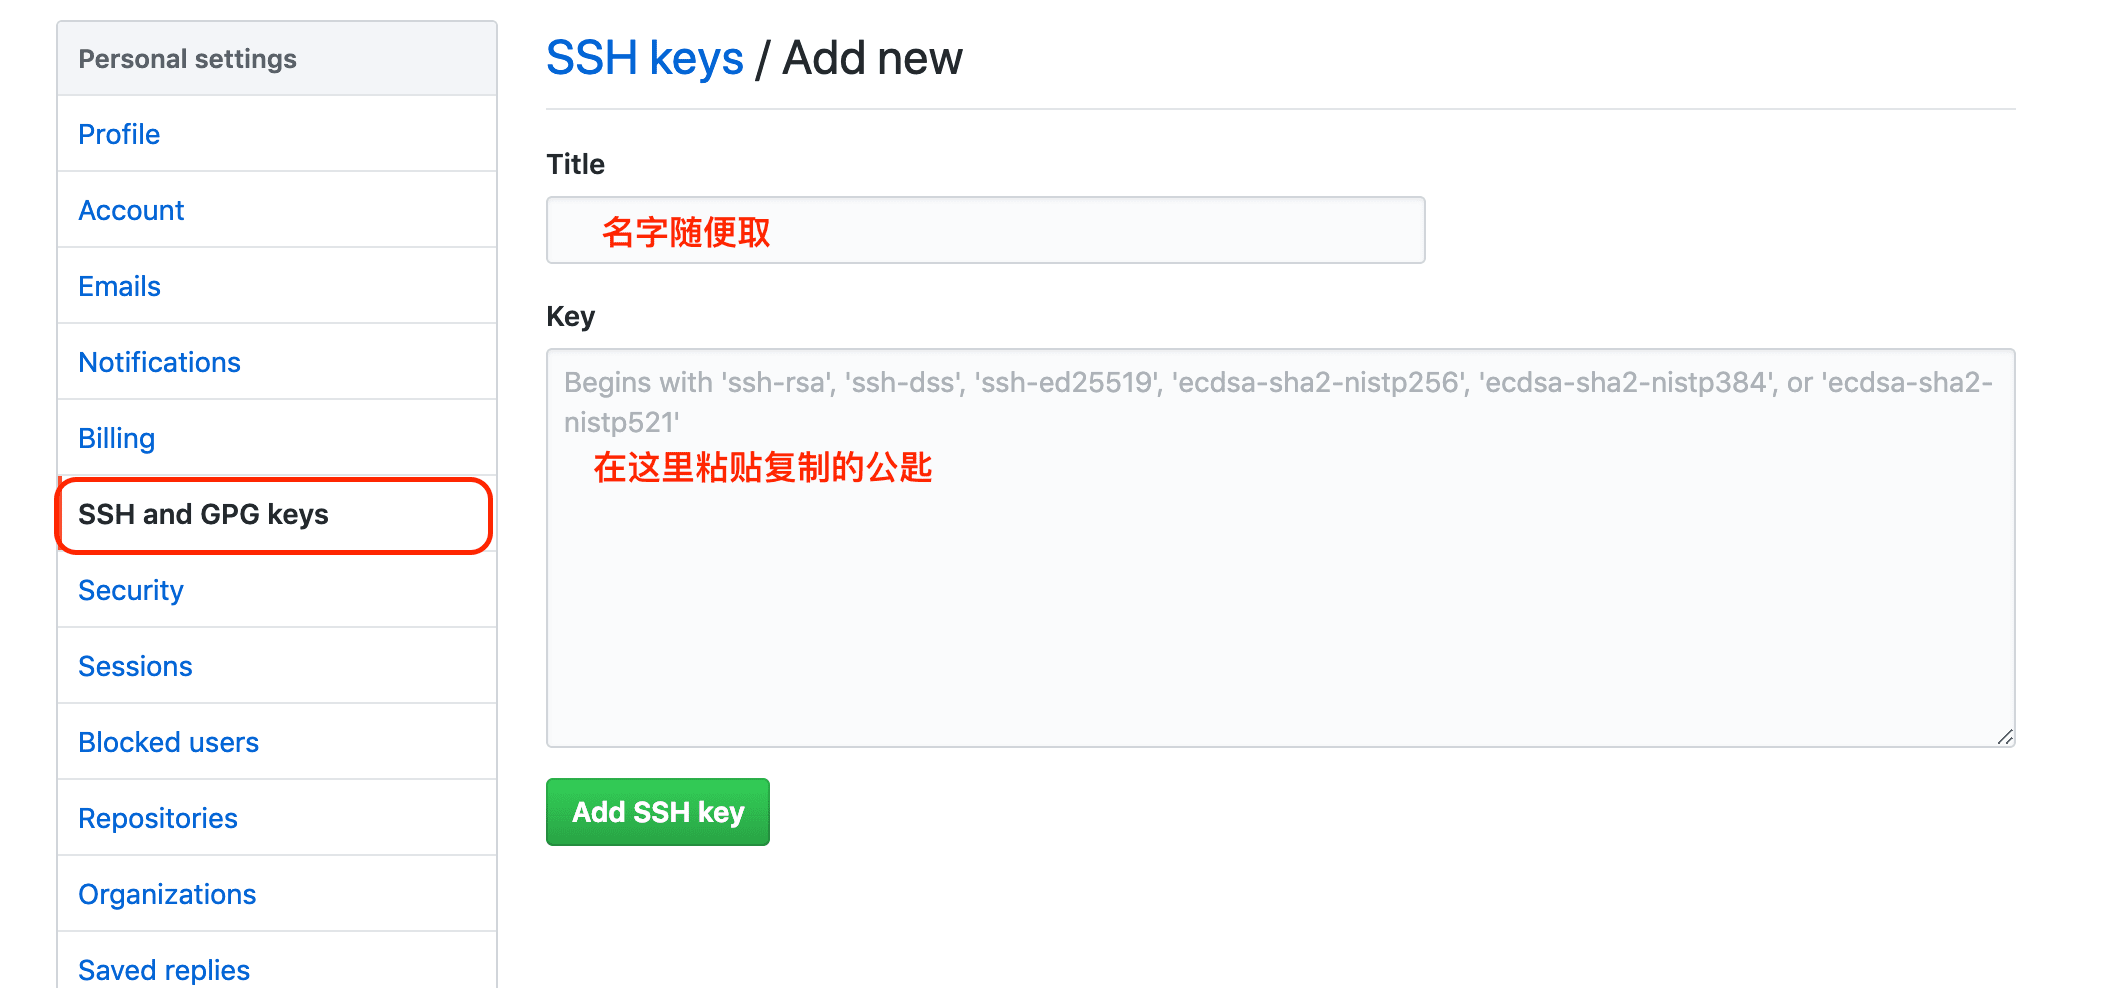 Personal settings
Profile
Account
Emails
Notifications
Billing
SSH and GPG keys
Security
Sessions
Blocked users
Repositories
Organizations
Saved replies
SSH keys / Add new
Title
名字随便取
Key
Begins with 'ssh-rsa', 'ssh-dss', 'ssh-ed25519', 'ecdsa-sha2-nistp256', 'ecdsa-sha2-nistp384', or 'ecdsa-sha2-
nistp521'
在这里粘贴复制的公匙
Add SSH key